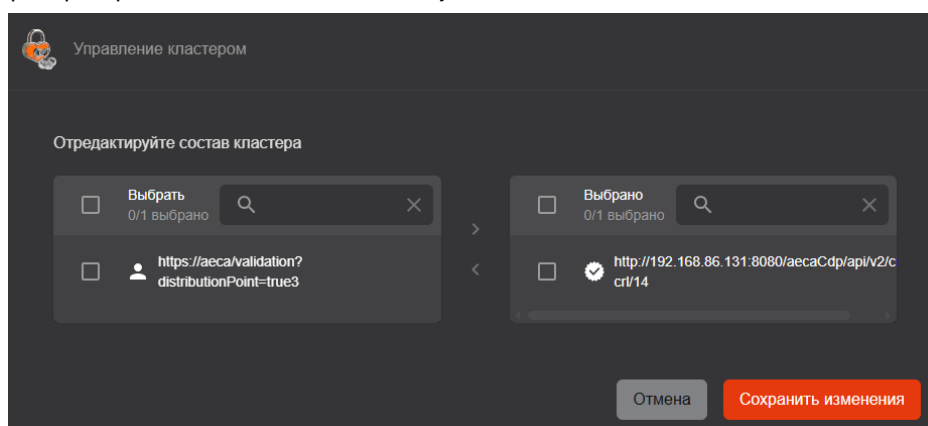 Управление кластером
Отредактируйте состав кластера
Выбрать
0/1 выбрано
https://aeca/validation?
distributionPoint=true3
Выбрано
0/1 выбрано
http://192.168.86.131:8080/aecaCdp/api/v2/c
crl/14
Отмена
Сохранить изменения